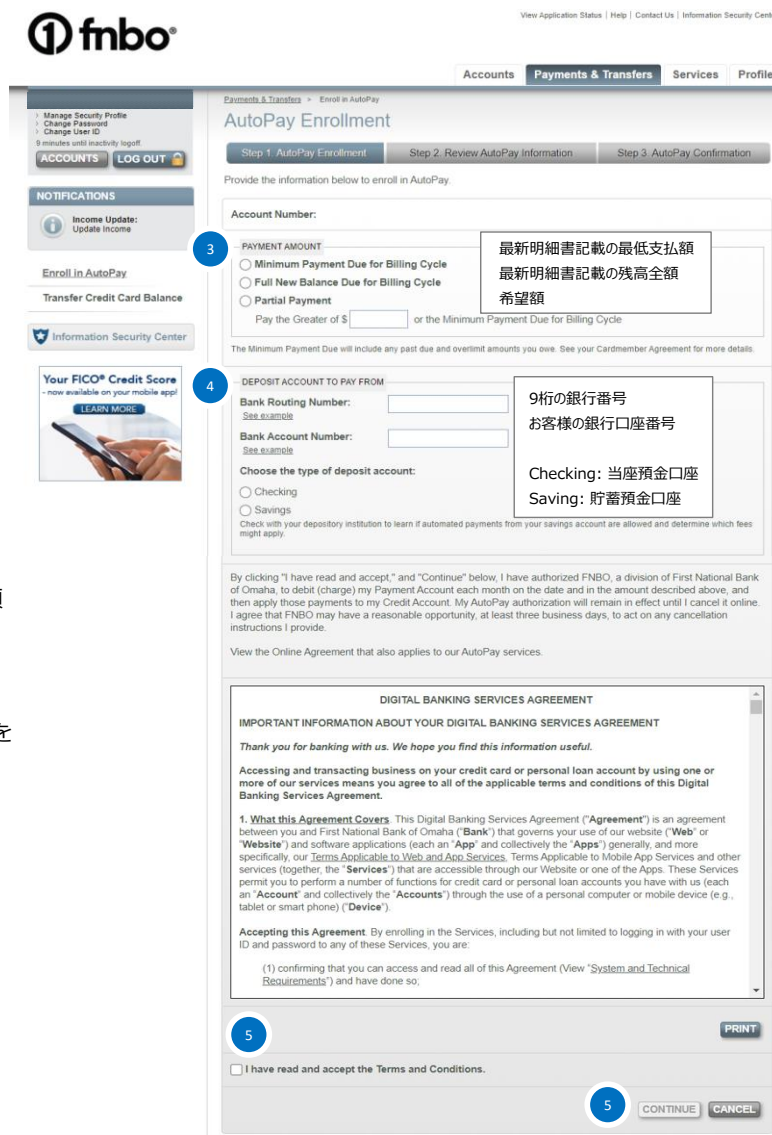 View Application Status | Help | Contact Us | Information Security Cent
1 fnbo®
Accounts Payments & Transfers Services Profile
Manage Security Profile
Change Password
Change User ID
9 minutes until inactivity logoff.
ACCOUNTS LOG OUT
NOTIFICATIONS
Income Update:
Update Income
Enroll in AutoPay
Transfer Credit Card Balance
Information Security Center
Your FICO® Credit Score
- now available on your mobile app!
LEARN MORE
を
Payments & Transfers > Enroll in AutoPay
AutoPay Enrollment
Step 1. AutoPay Enrollment Step 2. Review AutoPay Information Step 3. AutoPay Confirmation
Provide the information below to enroll in AutoPay.
Account Number:
3
PAYMENT AMOUNT
Minimum Payment Due for Billing Cycle
Full New Balance Due for Billing Cycle
Partial Payment
Pay the Greater of $ or the Minimum Payment Due for Billing Cycle
最新明細書記載の最低支払額
最新明細書記載の残高全額
希望額
The Minimum Payment Due will include any past due and overlimit amounts you owe. See your Cardmember Agreement for more details.
4
DEPOSIT ACCOUNT TO PAY FROM
Bank Routing Number:
See example
Bank Account Number:
See example
Choose the type of deposit account:
Checking
Savings
9桁の銀行番号
お客様の銀行口座番号
Checking: 当座預金口座
Saving: 貯蓄預金口座
Check with your depository institution to learn if automated payments from your savings account are allowed and determine which fees
might apply.
By clicking "I have read and accept," and "Continue" below, I have authorized FNBO, a division of First National Bank
of Omaha, to debit (charge) my Payment Account each month on the date and in the amount described above, and
then apply those payments to my Credit Account. My AutoPay authorization will remain in effect until I cancel it online.
I agree that FNBO may have a reasonable opportunity, at least three business days, to act on any cancellation
instructions I provide.
View the Online Agreement that also applies to our AutoPay services.
DIGITAL BANKING SERVICES AGREEMENT
IMPORTANT INFORMATION ABOUT YOUR DIGITAL BANKING SERVICES AGREEMENT
Thank you for banking with us. We hope you find this information useful.
Accessing and transacting business on your credit card or personal loan account by using one or
more of our services means you agree to all of the applicable terms and conditions of this Digital
Banking Services Agreement.
1. What this Agreement Covers. This Digital Banking Services Agreement ("Agreement") is an agreement
between you and First National Bank of Omaha ("Bank") that governs your use of our website ("Web" or
"Website") and software applications (each an "App" and collectively the "Apps") generally, and more
specifically, our Terms Applicable to Web and App Services, Terms Applicable to Mobile App Services and other
services (together, the "Services") that are accessible through our Website or one of the Apps. These Services
permit you to perform a number of functions for credit card or personal loan accounts you have with us (each
an "Account" and collectively the "Accounts") through the use of a personal computer or mobile device (e.g.,
tablet or smart phone) ("Device").
Accepting this Agreement. By enrolling in the Services, including but not limited to logging in with your user
ID and password to any of these Services, you are:
(1) confirming that you can access and read all of this Agreement (View "System and Technical
Requirements") and have done so;
5
PRINT
I have read and accept the Terms and Conditions.
5
CONTINUE CANCEL